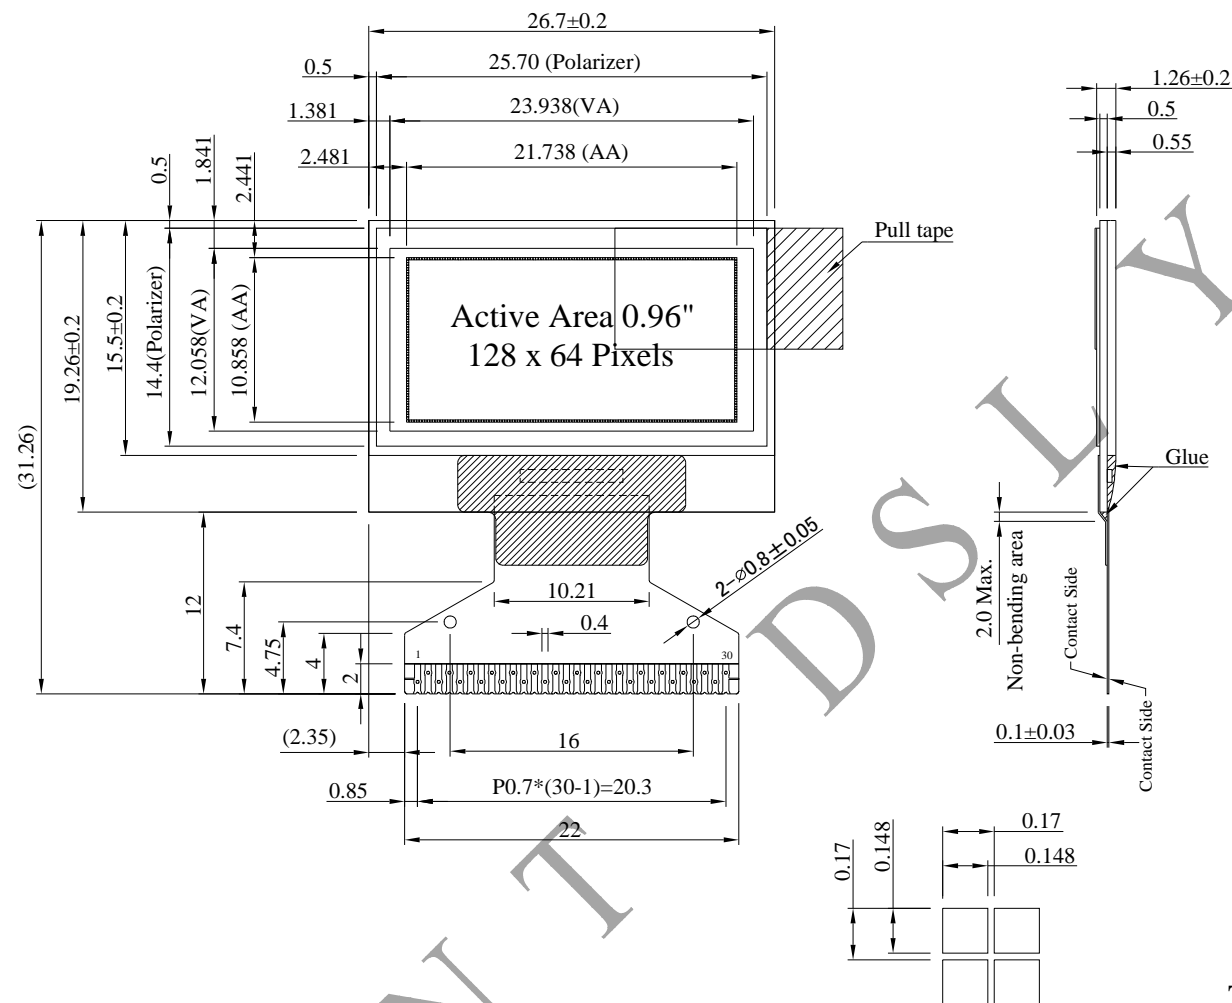 26.7±0.2
0.5
25.70 (Polarizer)
1.381
23.938(VA)
2.481
21.738 (AA)
0.5
1.841
2.441
1.26±0.2
0.5
0.55
Pull tape
Active Area 0.96"
128 x 64 Pixels
(31.26)
19.26±0.2
15.5±0.2
14.4(Polarizer)
12.058(VA)
10.858 (AA)
Glue
2-⌀0.8±0.05
10.21
0.4
12
7.4
4.75
4
2
1
30
2.0 Max.
Non-bending area
Contact Side
Contact Side
0.1±0.03
(2.35)
16
0.85
P0.7*(30-1)=20.3
22
0.17
0.148
0.17
0.148
N T D S L Y